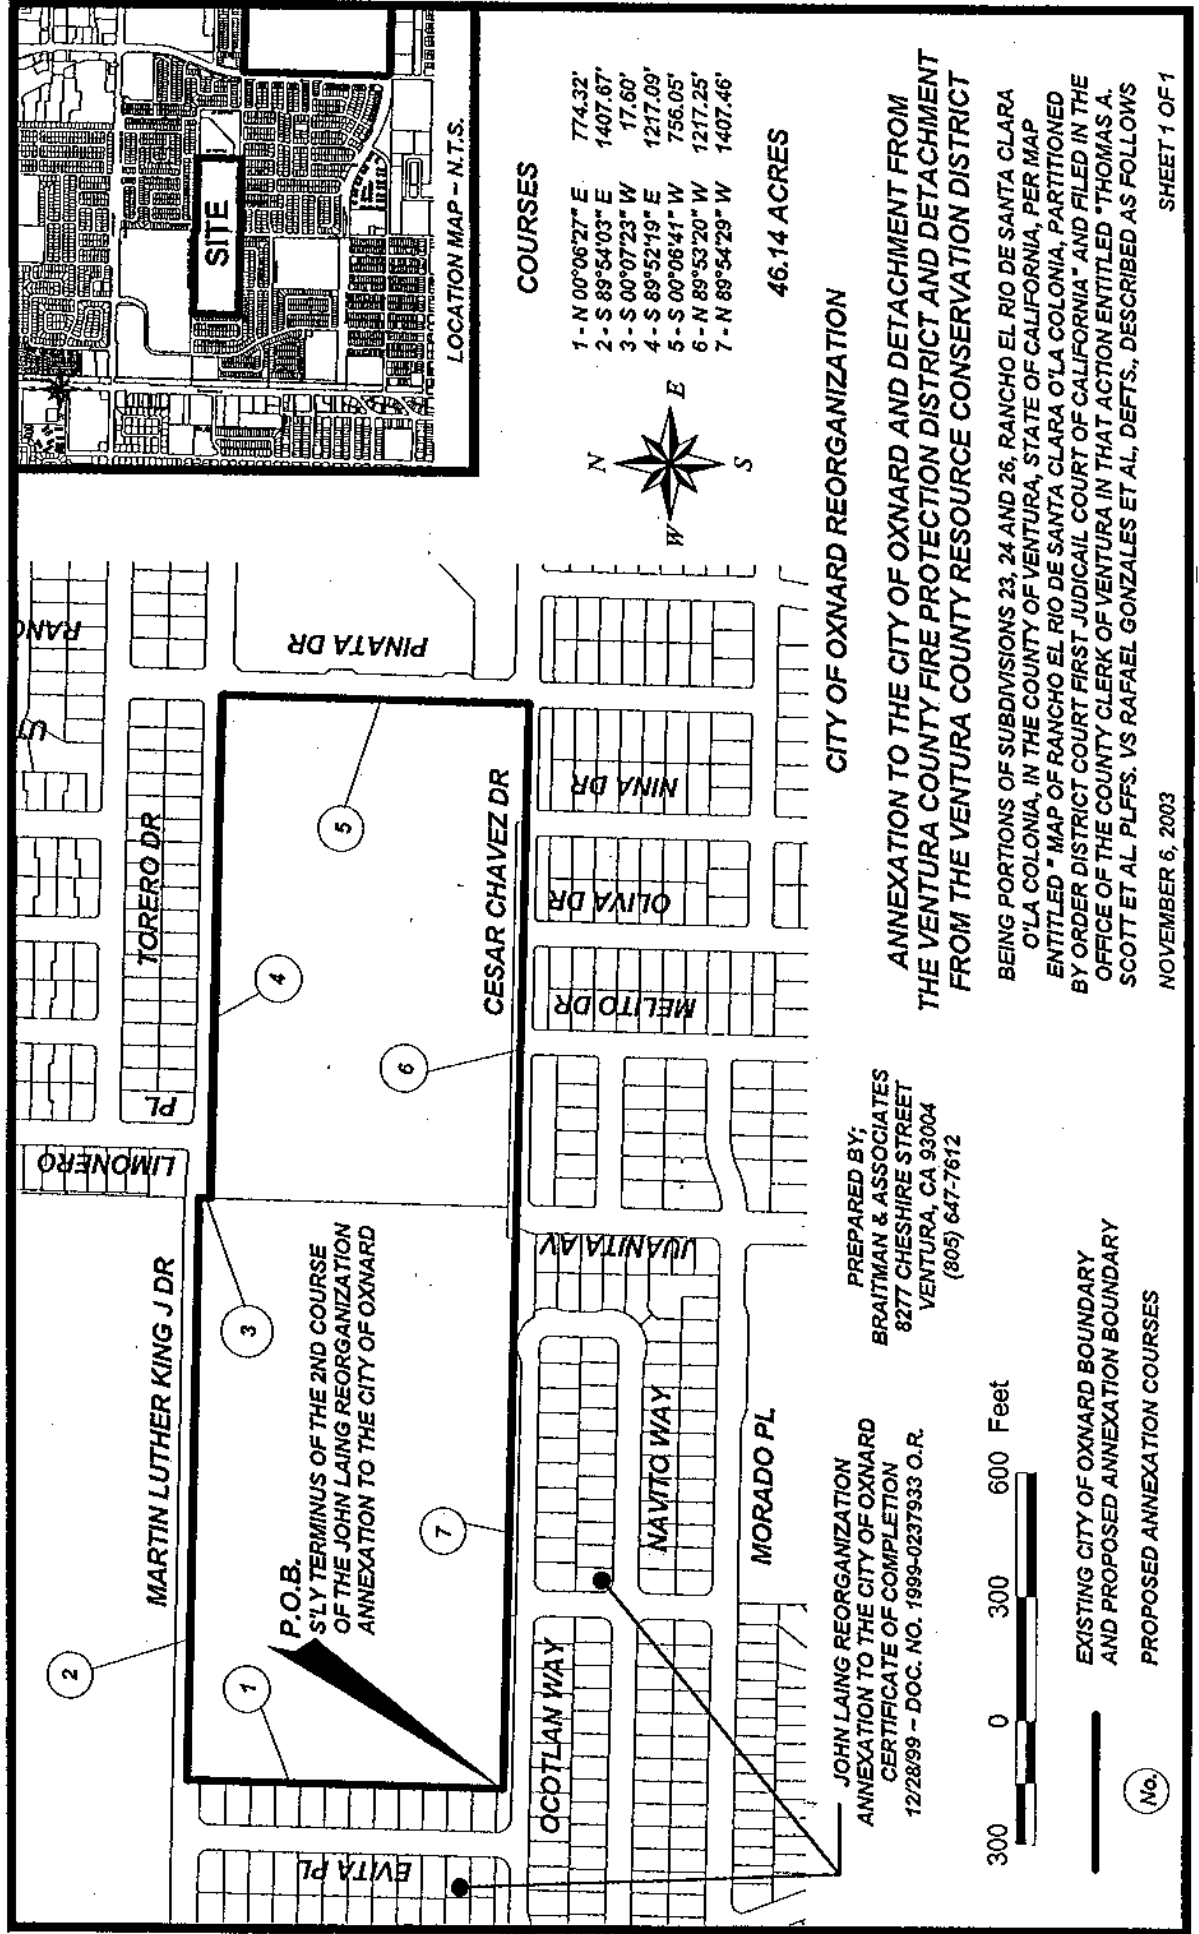 SITE
LOCATION MAP - N.T.S.
MARTIN LUTHER KING J DR
LIMONERO
PL
TORERO DR
UT
PINATA DR
CESAR CHAVEZ DR
EVITA PL
OCOTLAN WAY
NAVITO WAY
MORADO PL
JUANITA AV
MELITO DR
OLIVA DR
NINA DR
1
2
3
4
5
6
7
P.O.B.
S'LY TERMINUS OF THE 2ND COURSE
OF THE JOHN LAING REORGANIZATION
ANNEXATION TO THE CITY OF OXNARD
N
W
E
S
COURSES
1 - N 00°06'27" E 774.32'
2 - S 89°54'03" E 1407.67'
3 - S 00°07'23" W 17.60'
4 - S 89°52'19" E 1217.09'
5 - S 00°06'41" W 756.05'
6 - N 89°53'20" W 1217.25'
7 - N 89°54'29" W 1407.46'
46.14 ACRES
JOHN LAING REORGANIZATION
ANNEXATION TO THE CITY OF OXNARD
CERTIFICATE OF COMPLETION
12/28/99 - DOC. NO. 1999-0237933 O.R.
PREPARED BY;
BRAITMAN & ASSOCIATES
8277 CHESHIRE STREET
VENTURA, CA 93004
(805) 647-7612
300 0 300 600 Feet
EXISTING CITY OF OXNARD BOUNDARY
AND PROPOSED ANNEXATION BOUNDARY
No.
PROPOSED ANNEXATION COURSES
CITY OF OXNARD REORGANIZATION
ANNEXATION TO THE CITY OF OXNARD AND DETACHMENT FROM
THE VENTURA COUNTY FIRE PROTECTION DISTRICT AND DETACHMENT
FROM THE VENTURA COUNTY RESOURCE CONSERVATION DISTRICT
BEING PORTIONS OF SUBDIVISIONS 23, 24 AND 26, RANCHO EL RIO DE SANTA CLARA
O'LA COLONIA, IN THE COUNTY OF VENTURA, STATE OF CALIFORNIA, PER MAP
ENTITLED " MAP OF RANCHO EL RIO DE SANTA CLARA O'LA COLONIA, PARTITIONED
BY ORDER DISTRICT COURT FIRST JUDICAIL COURT OF CALIFORNIA" AND FILED IN THE
OFFICE OF THE COUNTY CLERK OF VENTURA IN THAT ACTION ENTITLED "THOMAS A.
SCOTT ET AL. PLFFS. VS RAFAEL GONZALES ET AL., DEFTS., DESCRIBED AS FOLLOWS
NOVEMBER 6, 2003
SHEET 1 OF 1